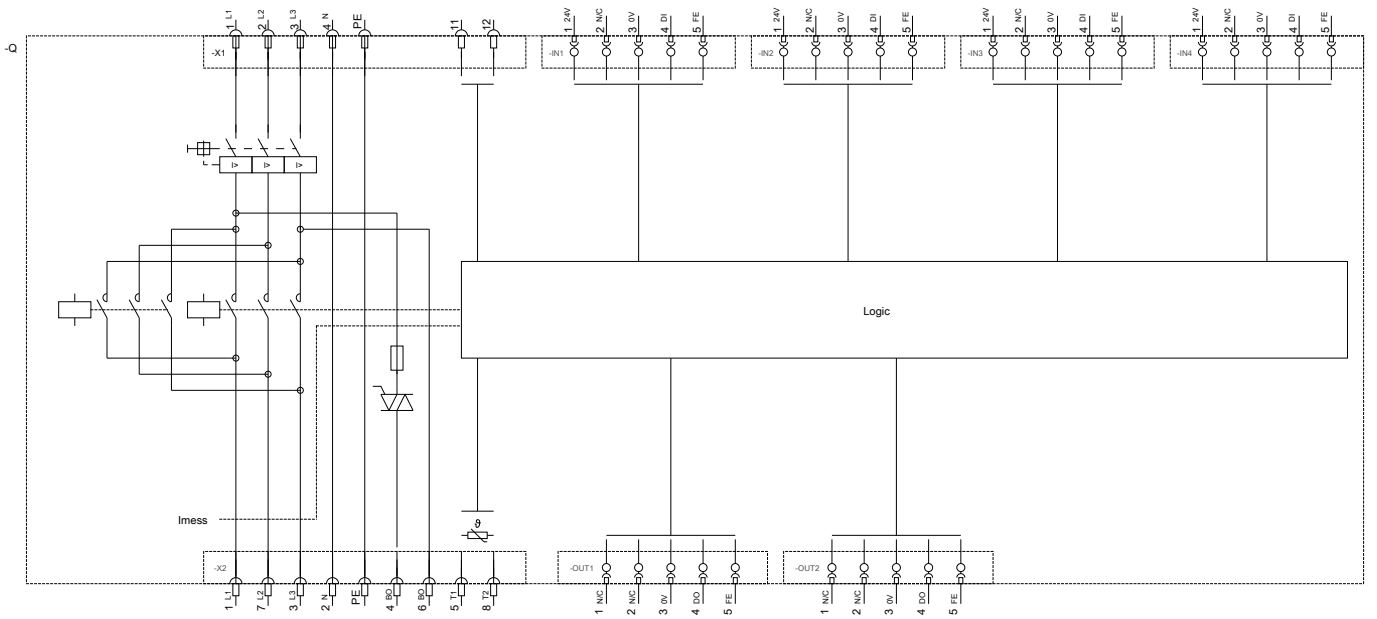 -Q
1 L1
2 L2
3 L3
4 N
PE
11
12
-X1
1 24V
2 N/C
3 0V
4 DI
5 FE
-IN1
1 24V
2 N/C
3 0V
4 DI
5 FE
-IN2
1 24V
2 N/C
3 0V
4 DI
5 FE
-IN3
1 24V
2 N/C
3 0V
4 DI
5 FE
-IN4
I>
I>
I>
Logic
Imess
ϑ
-X2
1 L1
7 L2
3 L3
2 N
PE
4 BO
6 BO
5 T1
8 T2
-OUT1
1 N/C
2 N/C
3 0V
4 DO
5 FE
-OUT2
1 N/C
2 N/C
3 0V
4 DO
5 FE